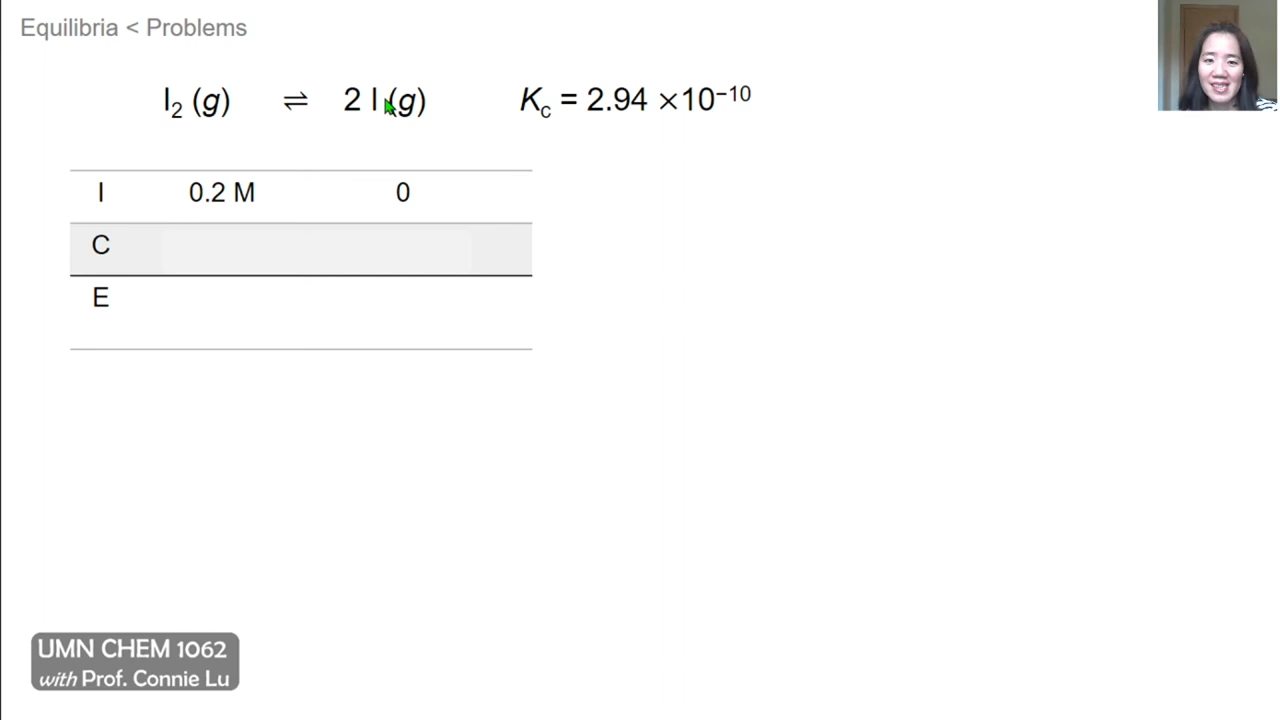 Equilibria < Problems
I₂ (g) ⇌ 2 I (g) Kc = 2.94 ×10⁻¹⁰
I 0.2 M 0
C
E
UMN CHEM 1062
with Prof. Connie Lu